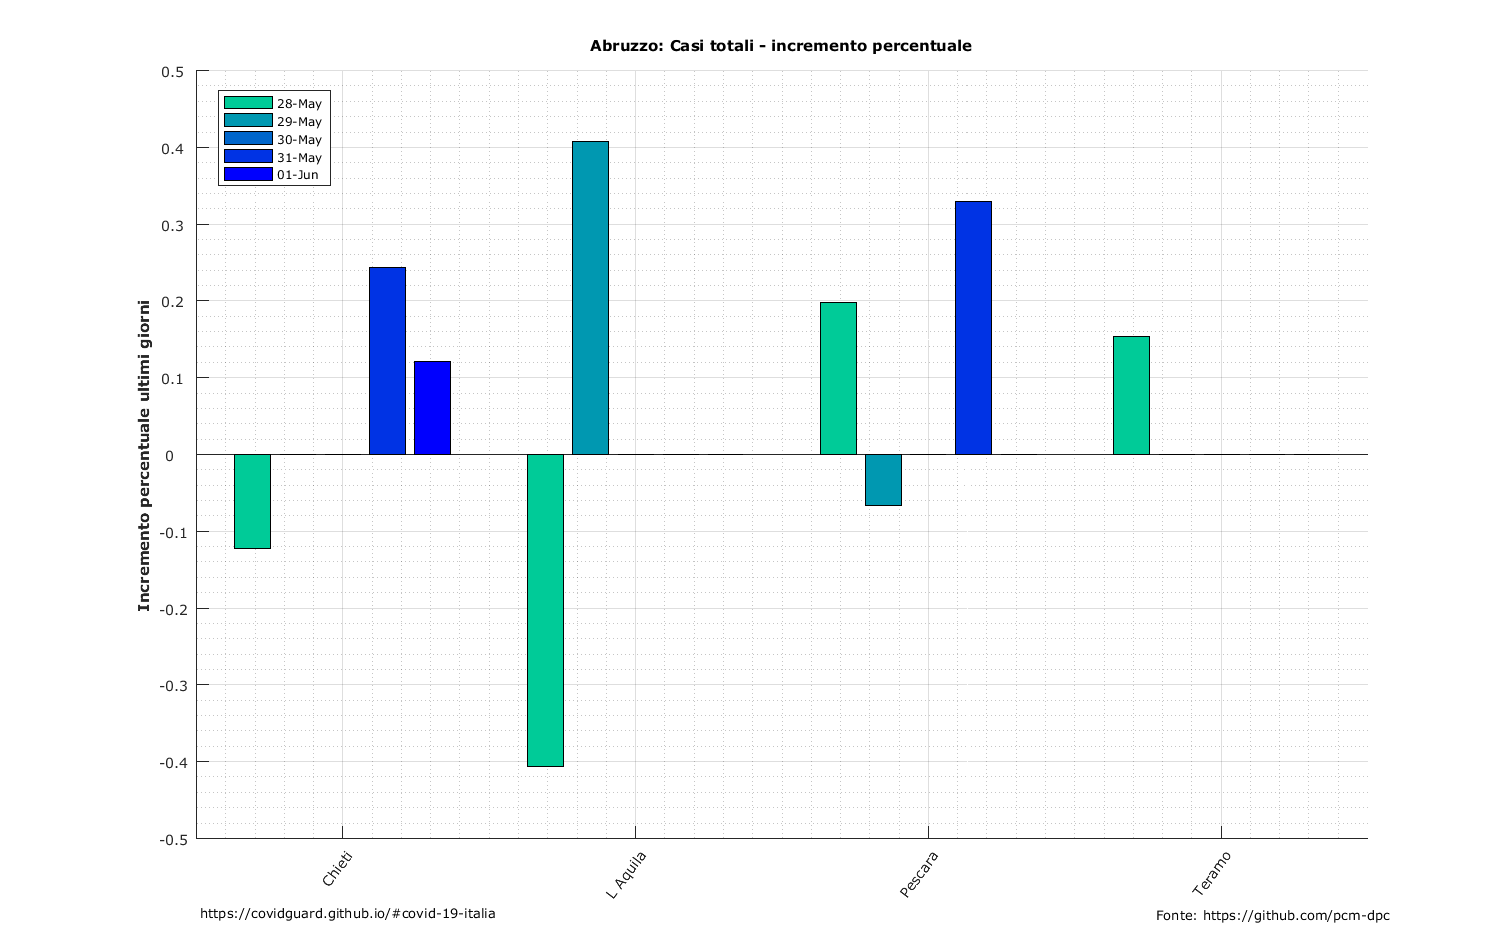 Abruzzo: Casi totali - incremento percentuale
0.5
0.4
0.3
0.2
0.1
0
-0.1
-0.2
-0.3
-0.4
-0.5
Incremento percentuale ultimi giorni
28-May
29-May
30-May
31-May
01-Jun
Chieti
L Aquila
Pescara
Teramo
https://covidguard.github.io/#covid-19-italia
Fonte: https://github.com/pcm-dpc